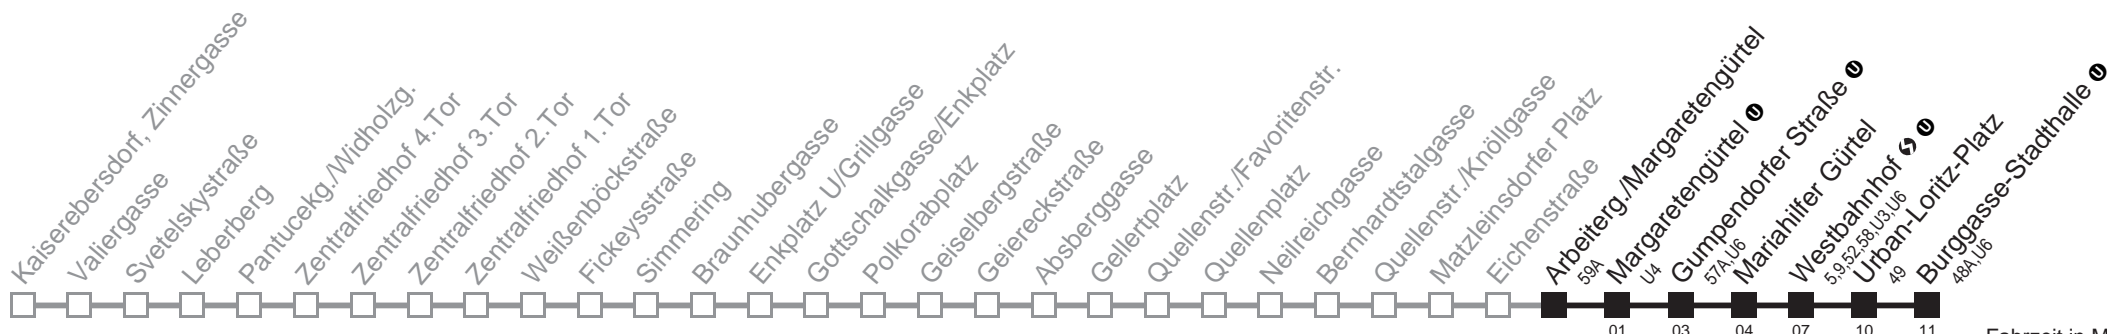 Kaiserebersdorf, Zinnergasse
Valiergasse
Svetelskystraße
Leberberg
Pantucekg./Widholzg.
Zentralfriedhof 4.Tor
Zentralfriedhof 3.Tor
Zentralfriedhof 2.Tor
Zentralfriedhof 1.Tor
Weißenböckstraße
Fickeysstraße
Simmering
Braunhubergasse
Enkplatz U/Grillgasse
Gottschalkgasse/Enkplatz
Polkorabplatz
Geiselbergstraße
Geiereckstraße
Absberggasse
Gellertplatz
Quellenstr./Favoritenstr.
Quellenplatz
Neilreichgasse
Bernhardtstalgasse
Quellenstr./Knöllgasse
Matzleinsdorfer Platz
Eichenstraße
Arbeiterg./Margaretengürtel
59A
Margaretengürtel U
U4
Gumpendorfer Straße U
57A,U6
Mariahilfer Gürtel
Westbahnhof U
5,9,52,58,U3,U6
Urban-Loritz-Platz
49
Burggasse-Stadthalle U
48A,U6
01 03 04 07 10 11